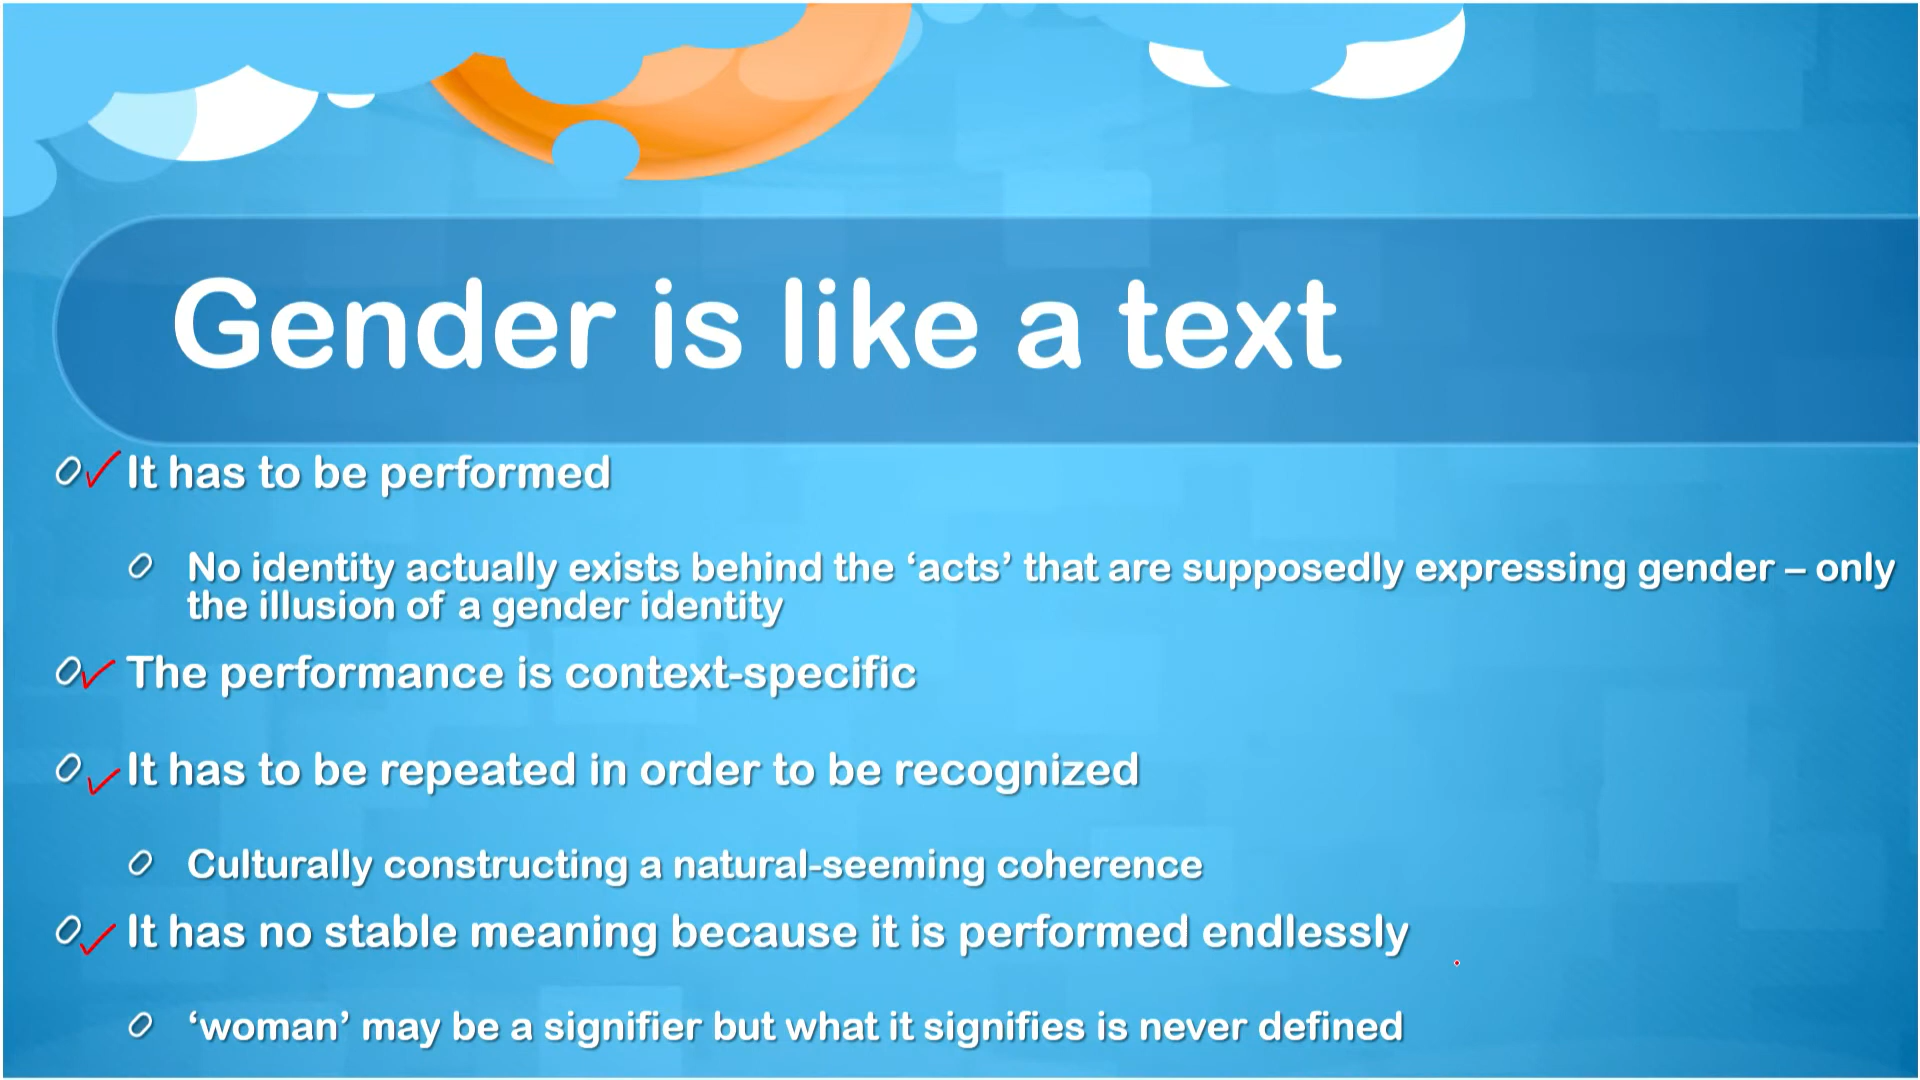 Gender is like a text
It has to be performed
No identity actually exists behind the ‘acts’ that are supposedly expressing gender – only
the illusion of a gender identity
The performance is context-specific
It has to be repeated in order to be recognized
Culturally constructing a natural-seeming coherence
It has no stable meaning because it is performed endlessly
‘woman’ may be a signifier but what it signifies is never defined